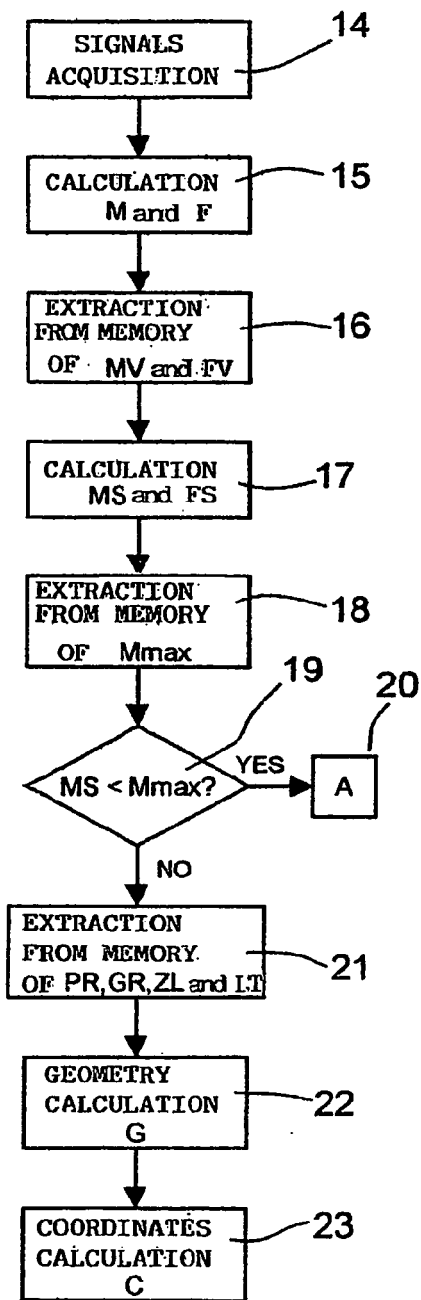 SIGNALS
ACQUISITION
14
CALCULATION
M and F
15
EXTRACTION
FROM MEMORY
OF MV and FV
16
CALCULATION
MS and FS
17
EXTRACTION
FROM MEMORY
OF Mmax
18
19
20
MS < Mmax?
YES
A
NO
EXTRACTION
FROM MEMORY
OF PR, GR, ZL and LT
21
GEOMETRY
CALCULATION
G
22
COORDINATES
CALCULATION
C
23